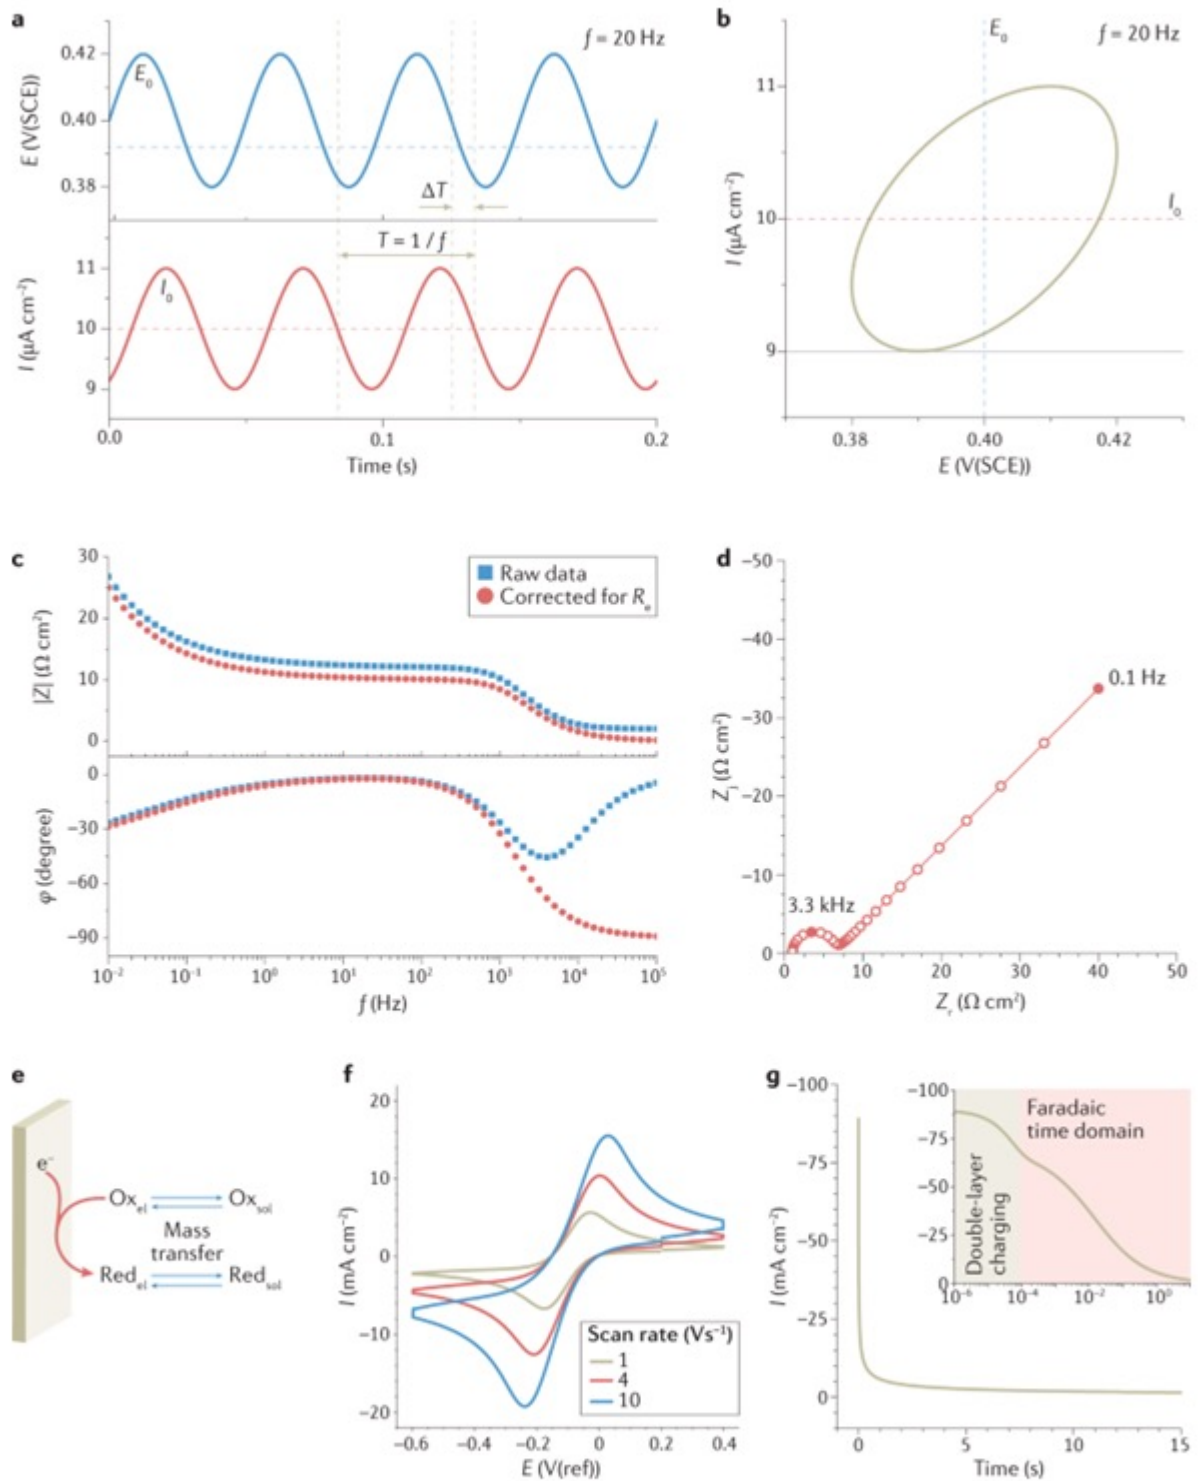 a
f = 20 Hz
E₀
0.42
0.40
0.38
E (V(SCE))
ΔT
T = 1 / f
I₀
11
10
9
I (μA cm⁻²)
0.0
0.1
0.2
Time (s)
b
E₀
f = 20 Hz
11
10
9
I₀
I (μA cm⁻²)
0.38
0.40
0.42
E (V(SCE))
c
30
20
10
0
|Z| (Ω cm²)
Raw data
Corrected for Rₑ
0
−30
−60
−90
φ (degree)
10⁻²
10⁻¹
10⁰
10¹
10²
10³
10⁴
10⁵
f (Hz)
d
−50
−40
−30
−20
−10
0
Zⱼ (Ω cm²)
3.3 kHz
0.1 Hz
0
10
20
30
40
50
Zᵣ (Ω cm²)
e
e⁻
Oxel
Oxsol
Mass
transfer
Redel
Redsol
f
20
10
0
−10
−20
I (mA cm⁻²)
Scan rate (Vs⁻¹)
1
4
10
−0.6
−0.4
−0.2
0
0.2
0.4
E (V(ref))
g
−100
−75
−50
−25
0
I (mA cm⁻²)
−100
−75
−50
−25
0
Double-layer
charging
Faradaic
time domain
10⁻⁶
10⁻⁴
10⁻²
10⁰
0
5
10
15
Time (s)